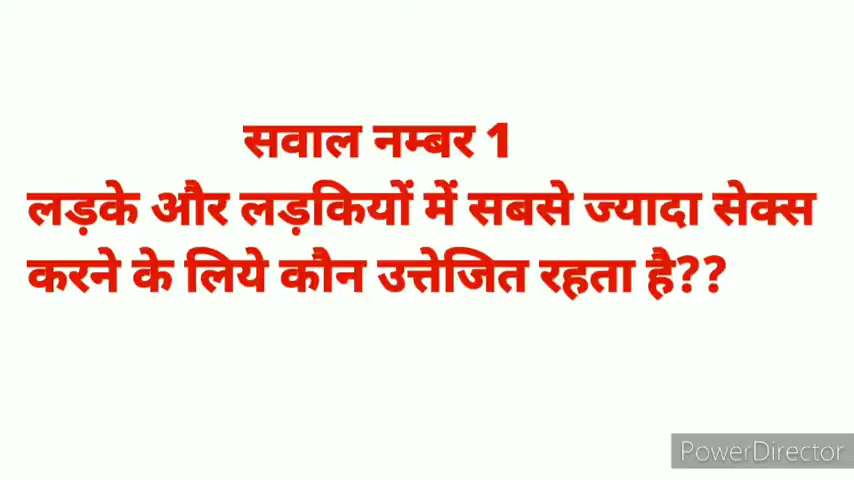 सवाल नम्बर 1
लड़के और लड़कियों में सबसे ज्यादा सेक्स
करने के लिये कौन उत्तेजित रहता है??
PowerDirector